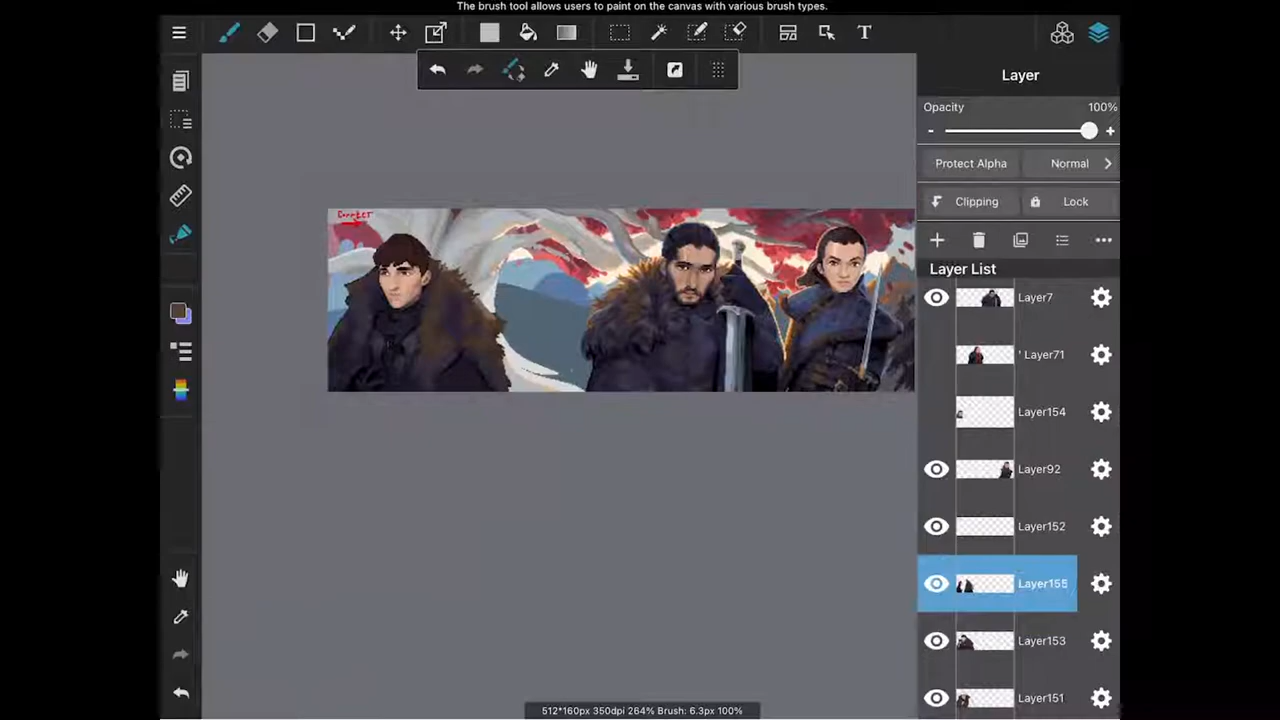 The brush tool allows users to paint on the canvas with various brush types.
T
Layer
Opacity 100%
- +
Protect Alpha Normal >
Clipping Lock
Layer List
Layer7
' Layer71
Layer154
Layer92
Layer152
Layer155
Layer153
Layer151
512*160px 350dpi 264% Brush: 6.3px 100%